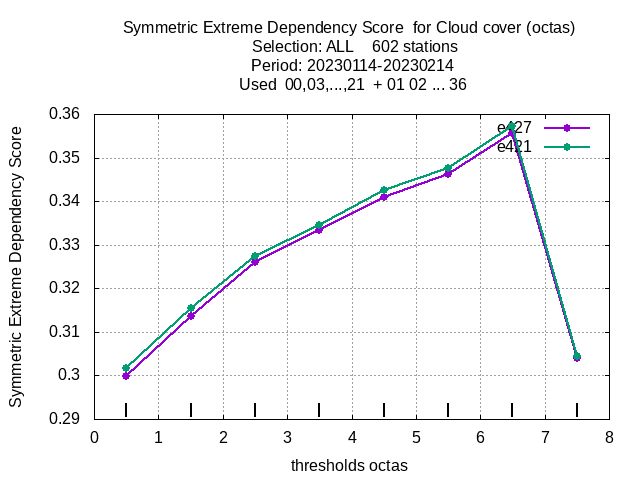 Symmetric Extreme Dependency Score  for Cloud cover (octas)
Selection: ALL    602 stations
Period: 20230114-20230214
Used  00,03,...,21  + 01 02 ... 36
Symmetric Extreme Dependency Score
0.36
0.35
0.34
0.33
0.32
0.31
0.3
0.29
e427
e421
0 1 2 3 4 5 6 7 8
thresholds octas